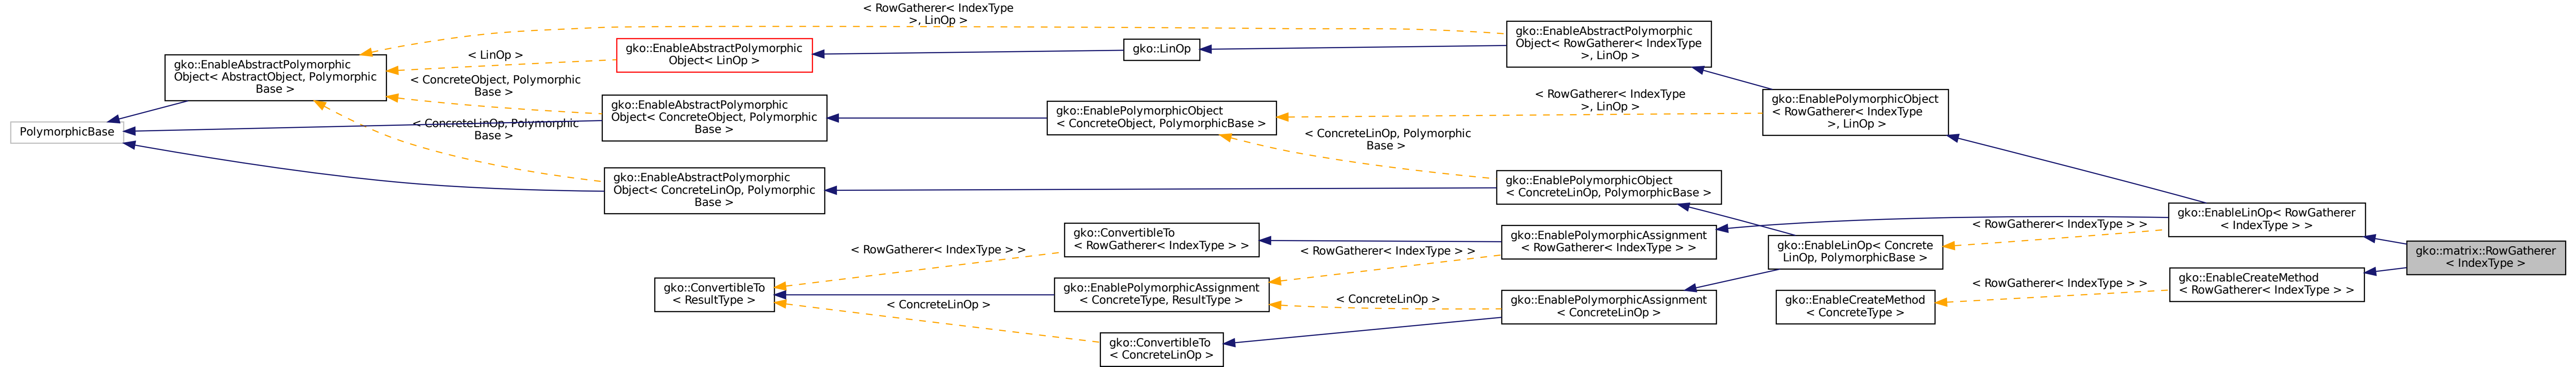 PolymorphicBase
gko::EnableAbstractPolymorphic
Object< AbstractObject, Polymorphic
Base >
< RowGatherer< IndexType
>, LinOp >
< LinOp >
< ConcreteObject, Polymorphic
Base >
< ConcreteLinOp, Polymorphic
Base >
gko::EnableAbstractPolymorphic
Object< LinOp >
gko::EnableAbstractPolymorphic
Object< ConcreteObject, Polymorphic
Base >
gko::EnableAbstractPolymorphic
Object< ConcreteLinOp, Polymorphic
Base >
gko::ConvertibleTo
< ResultType >
< RowGatherer< IndexType > >
< ConcreteLinOp >
gko::LinOp
gko::EnablePolymorphicObject
< ConcreteObject, PolymorphicBase >
gko::ConvertibleTo
< RowGatherer< IndexType > >
gko::EnablePolymorphicAssignment
< ConcreteType, ResultType >
gko::ConvertibleTo
< ConcreteLinOp >
< RowGatherer< IndexType
>, LinOp >
< ConcreteLinOp, Polymorphic
Base >
< RowGatherer< IndexType > >
< ConcreteLinOp >
gko::EnableAbstractPolymorphic
Object< RowGatherer< IndexType
>, LinOp >
gko::EnablePolymorphicObject
< ConcreteLinOp, PolymorphicBase >
gko::EnablePolymorphicAssignment
< RowGatherer< IndexType > >
gko::EnablePolymorphicAssignment
< ConcreteLinOp >
gko::EnablePolymorphicObject
< RowGatherer< IndexType
>, LinOp >
gko::EnableLinOp< Concrete
LinOp, PolymorphicBase >
gko::EnableCreateMethod
< ConcreteType >
< RowGatherer< IndexType > >
< RowGatherer< IndexType > >
gko::EnableLinOp< RowGatherer
< IndexType > >
gko::EnableCreateMethod
< RowGatherer< IndexType > >
gko::matrix::RowGatherer
< IndexType >